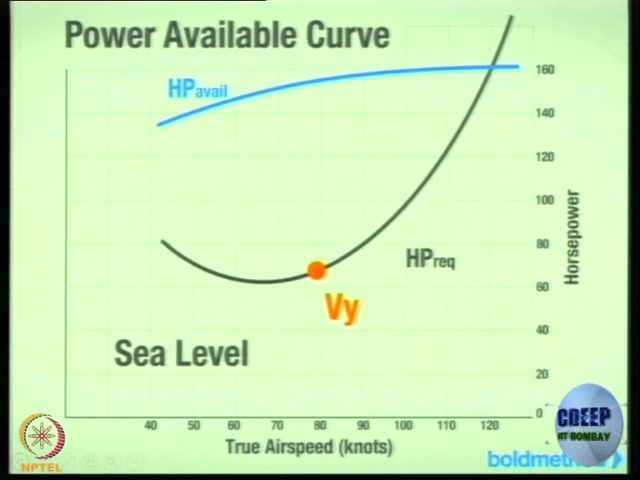 Power Available Curve
HPavail
160
140
120
100
80
60
40
20
0
Horsepower
HPreq
Vy
Sea Level
40 50 60 70 80 90 100 110 120
True Airspeed (knots)
NPTEL
CDEEP
IIT BOMBAY
boldmeth